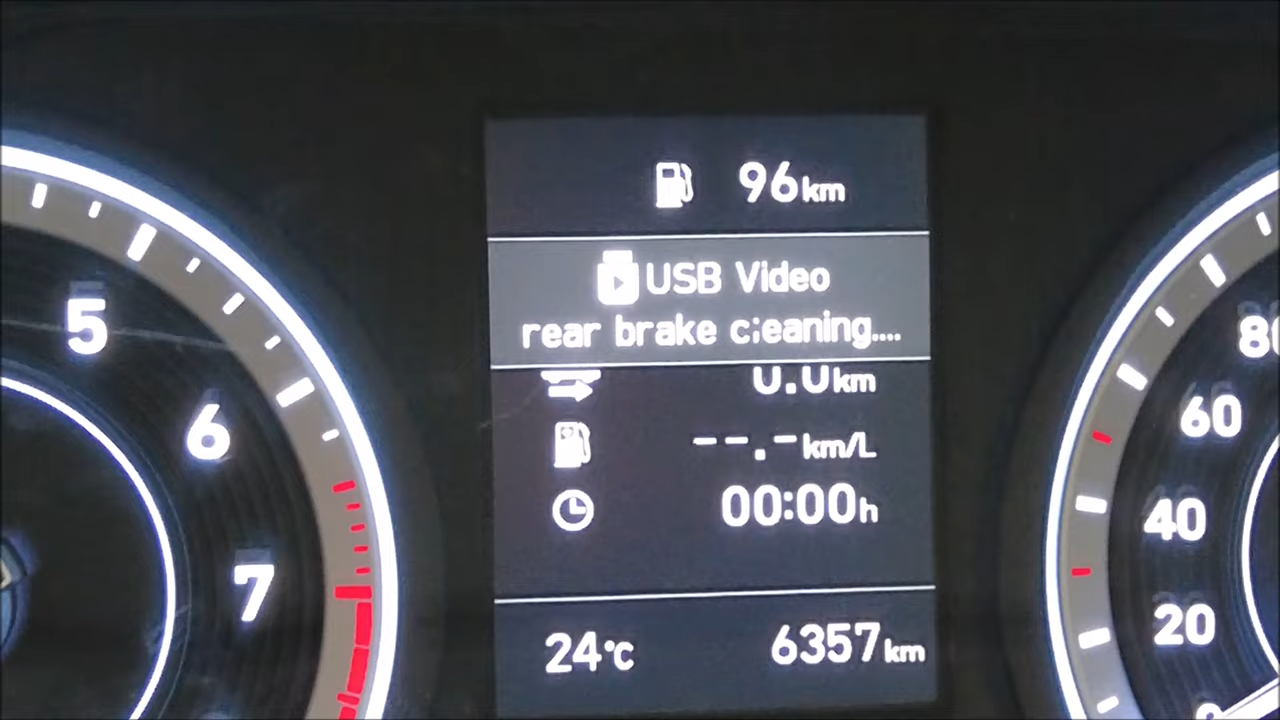 96km
USB Video
rear brake c:eaning....
0.0km
--.-km/L
00:00h
24°C
6357km
5
6
7
80
60
40
20
0